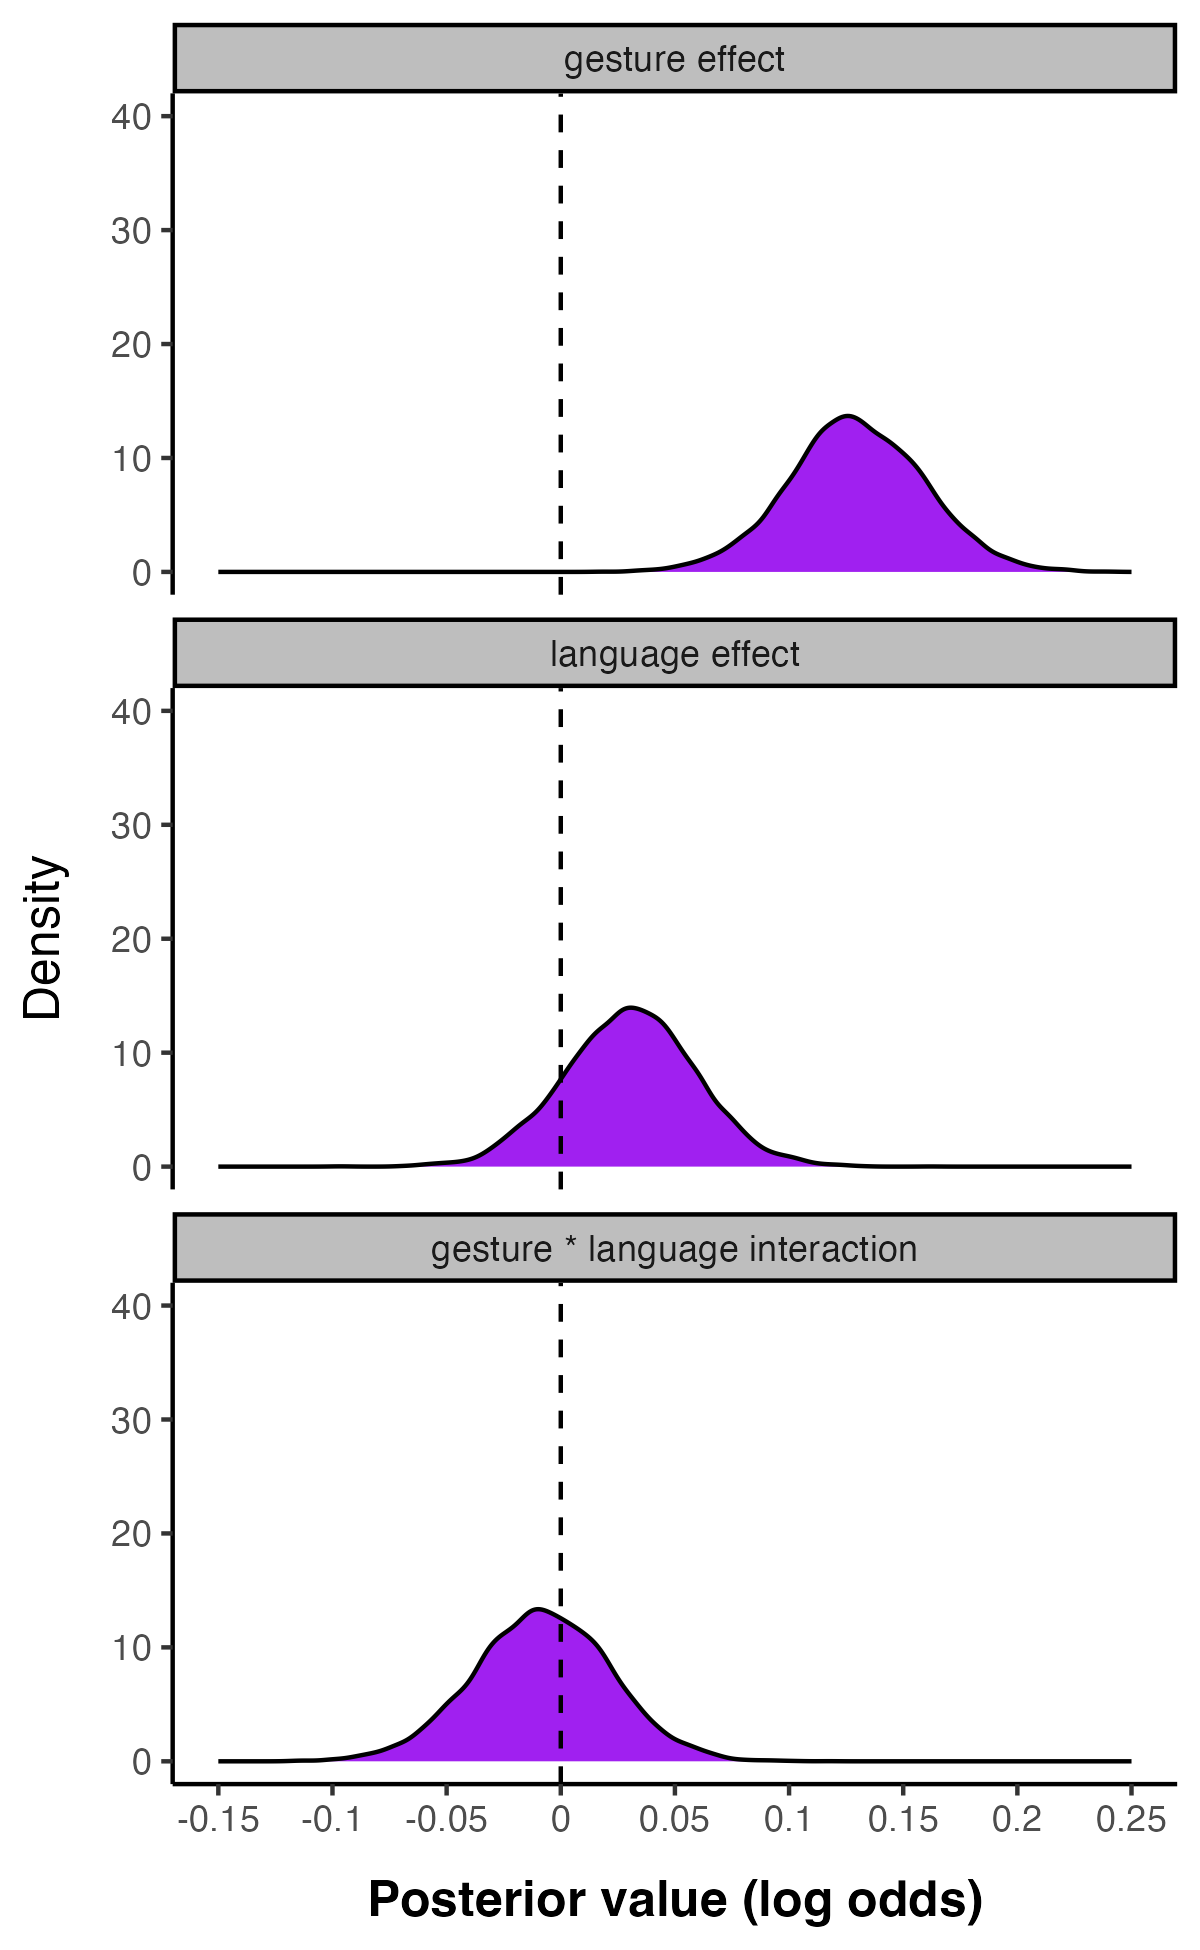 gesture effect
40
30
20
10
0
language effect
40
30
20
10
0
Density
gesture * language interaction
40
30
20
10
0
-0.15 -0.1 -0.05 0 0.05 0.1 0.15 0.2 0.25
Posterior value (log odds)